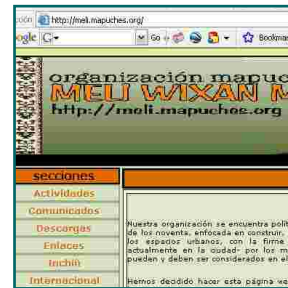 http://meli.mapuches.org/
ogle G Go Bookmar
organización mapuc
MELI WIXAN M
http://meli.mapuches.org
secciones
Actividades
Comunicados
Descargas
Enlaces
Inchiñ
Internacional
Nuestra organización se encuentra polít
de los noventa, enfocada en construir,
los espacios urbanos, con la firme
actualmente en la ciudad- por los m
pueden y deben ser considerados en el
Hemos decidido hacer esta página we